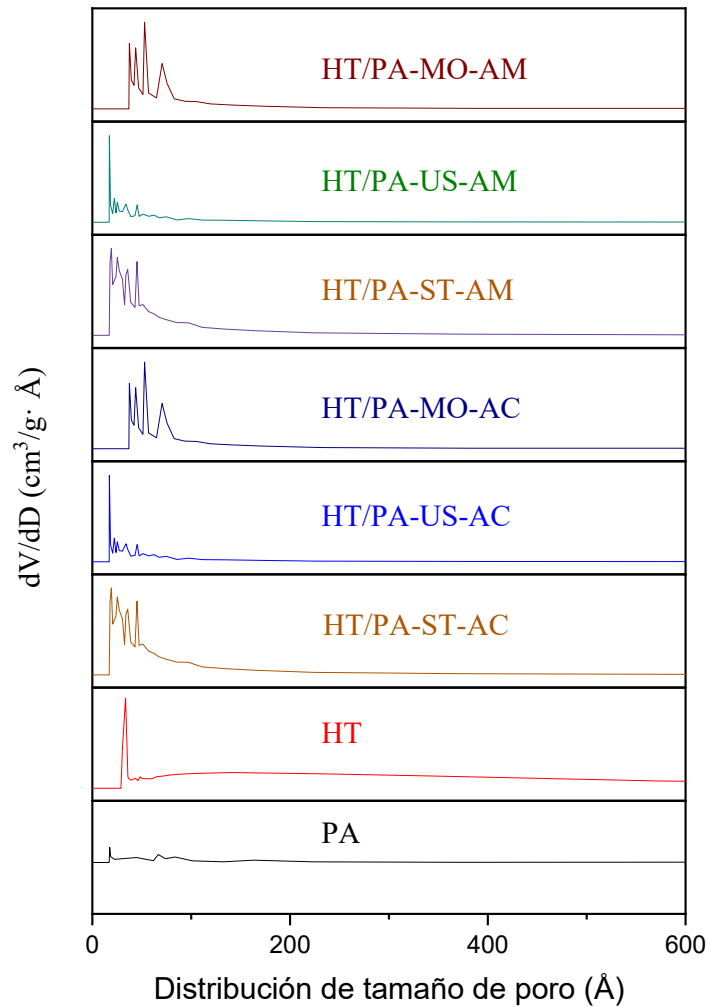 HT/PA-MO-AM
HT/PA-US-AM
HT/PA-ST-AM
HT/PA-MO-AC
HT/PA-US-AC
HT/PA-ST-AC
HT
PA
dV/dD (cm³/g· Å)
0 200 400 600
Distribución de tamaño de poro (Å)